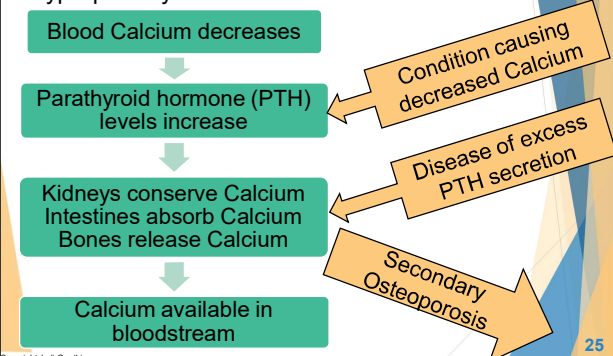 Blood Calcium decreases
Condition causing
decreased Calcium
Parathyroid hormone (PTH)
levels increase
Disease of excess
PTH secretion
Kidneys conserve Calcium
Intestines absorb Calcium
Bones release Calcium
Secondary
Osteoporosis
Calcium available in
bloodstream
25